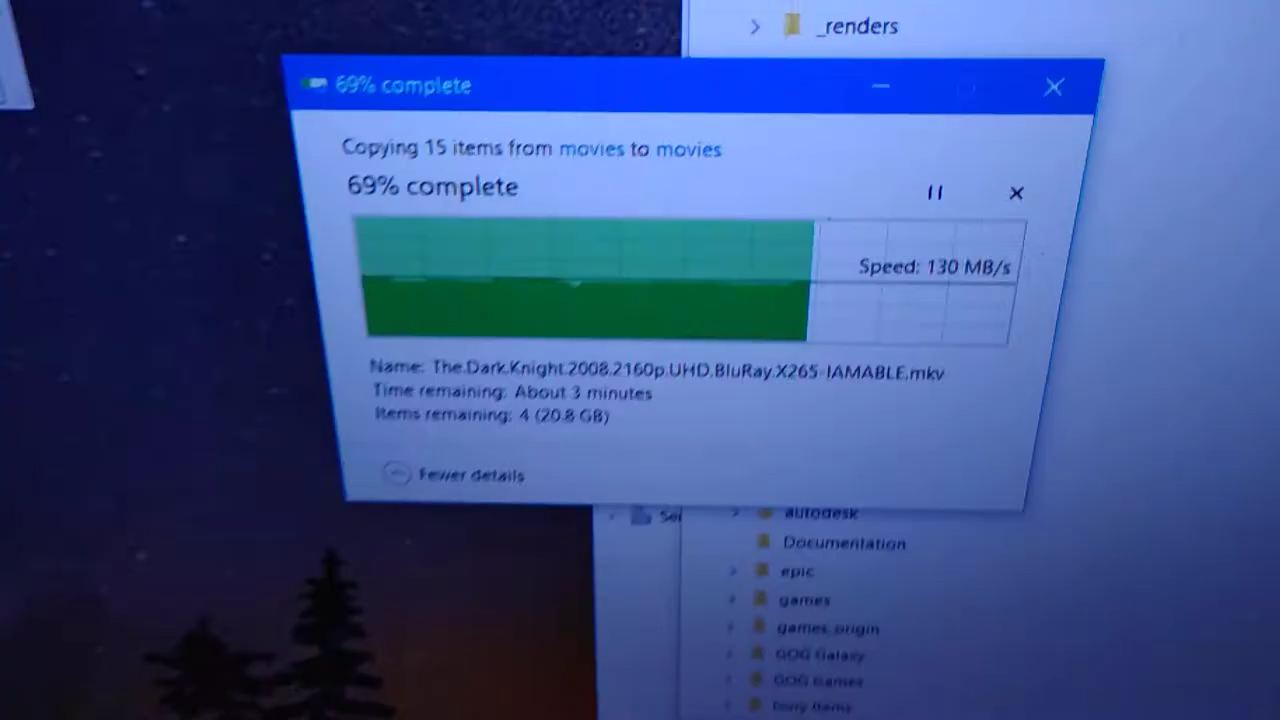 _renders
69% complete
Copying 15 items from movies to movies
69% complete
Speed: 130 MB/s
Name: The.Dark.Knight.2008.2160p.UHD.BluRay.X265-IAMABLE.mkv
Time remaining: About 3 minutes
Items remaining: 4 (20.8 GB)
Fewer details
autodesk
Documentation
epic
games
games_origin
GOG Galaxy
GOG Games